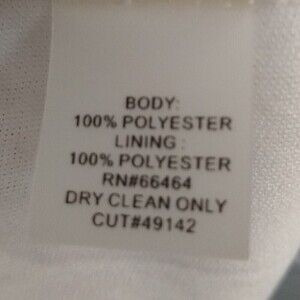 BODY:
100% POLYESTER
LINING :
100% POLYESTER
RN#66464
DRY CLEAN ONLY
CUT#49142